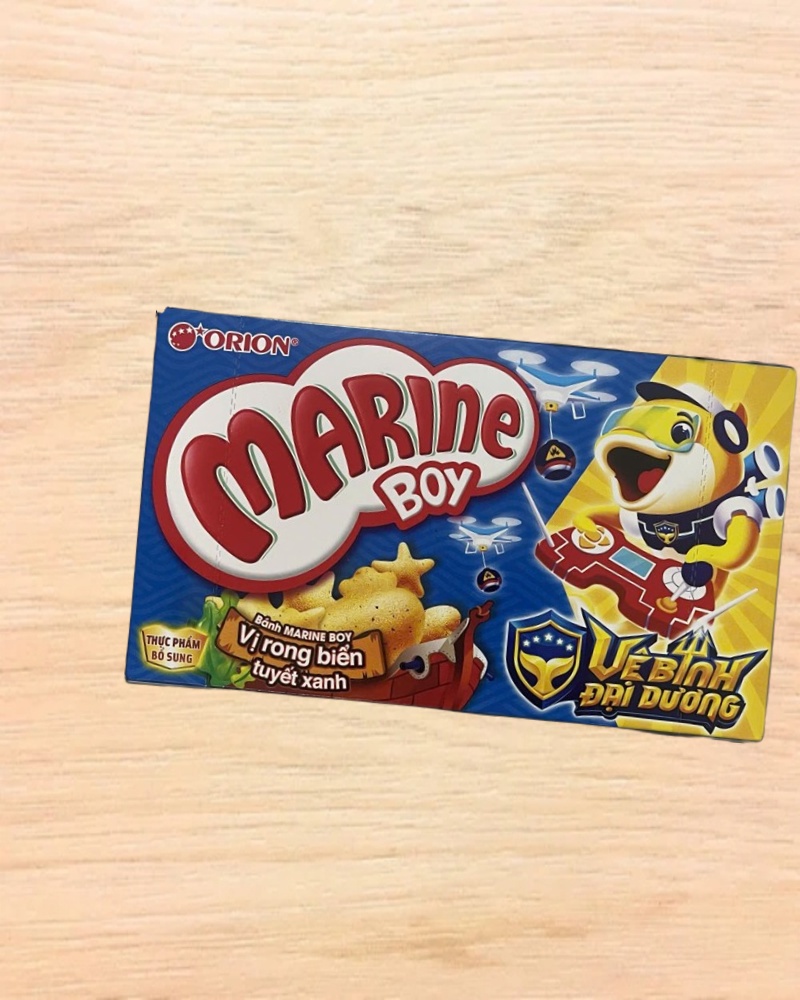 ORION®
MARINE
BOY
THỰC PHẨM
BỔ SUNG
Bánh MARINE BOY
Vị rong biển
tuyết xanh
VỆ BINH
ĐẠI DƯƠNG